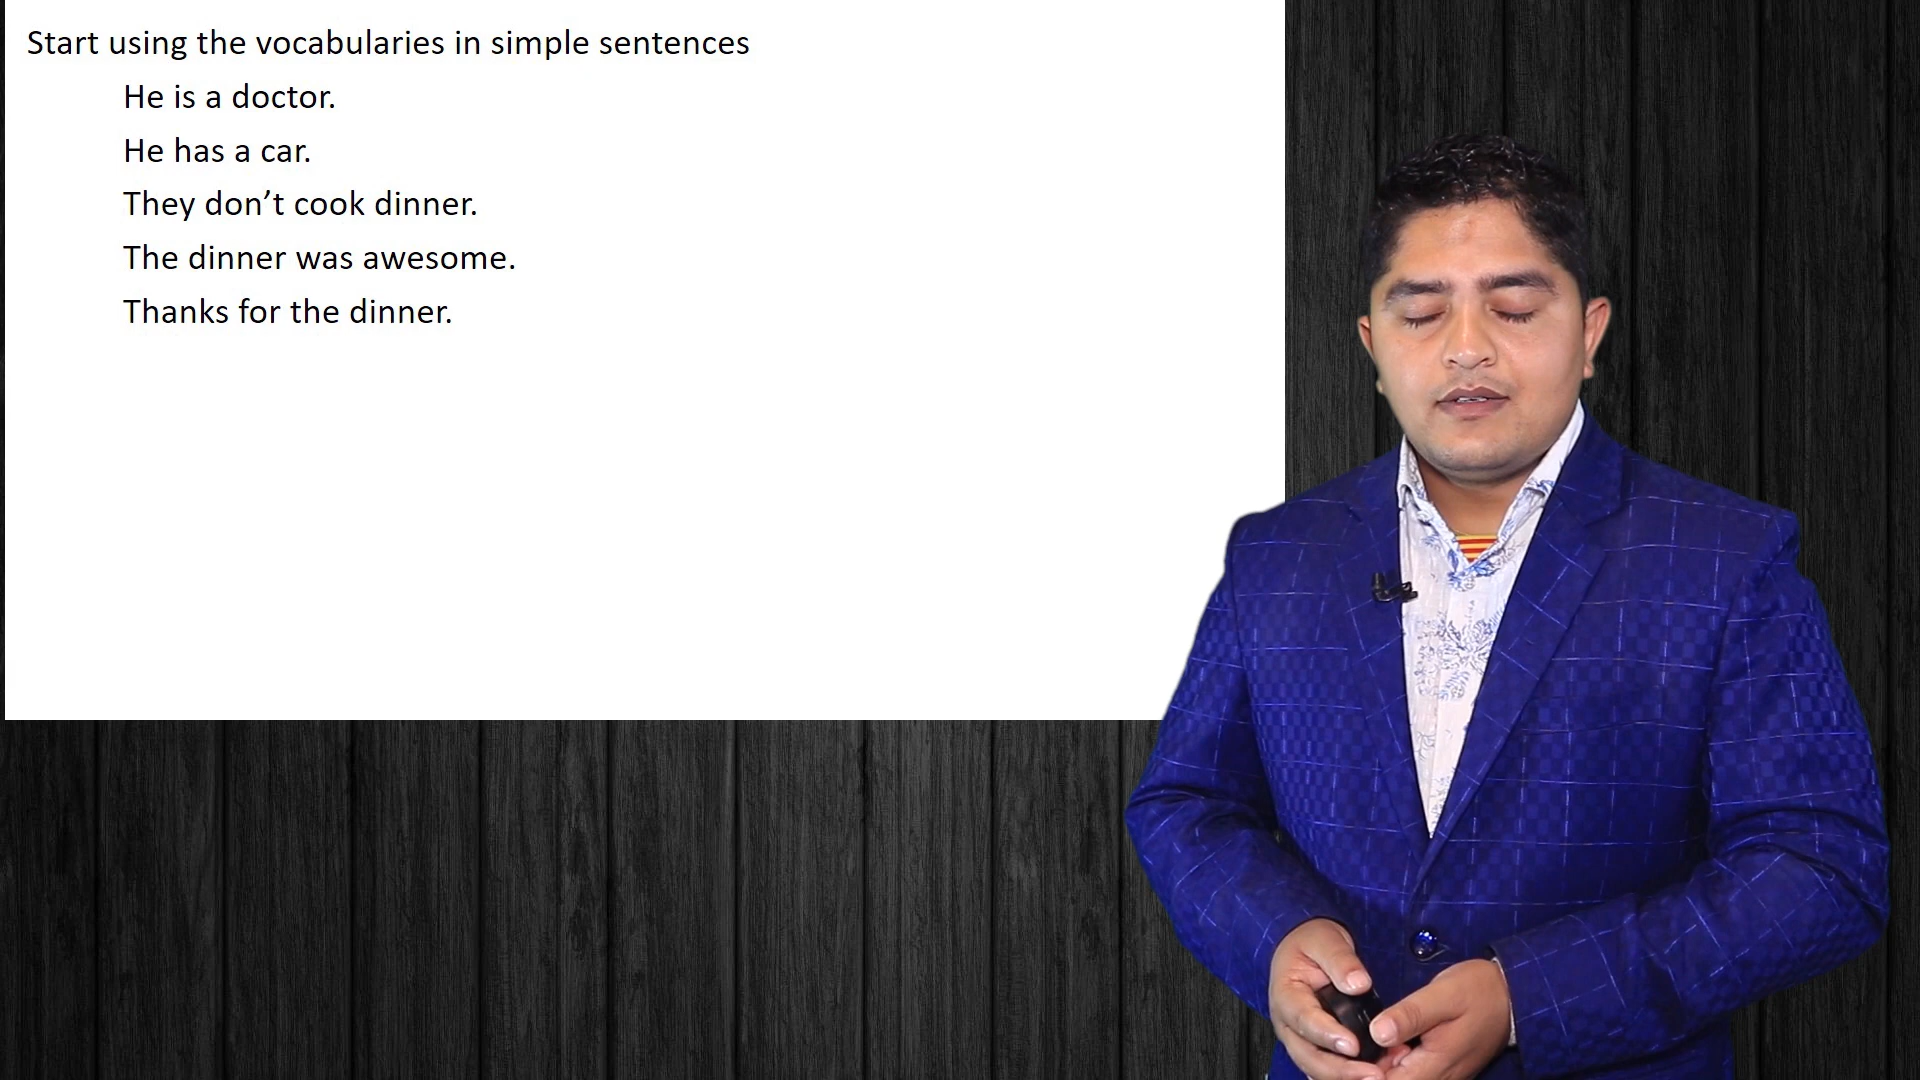 Start using the vocabularies in simple sentences
He is a doctor.
He has a car.
They don’t cook dinner.
The dinner was awesome.
Thanks for the dinner.